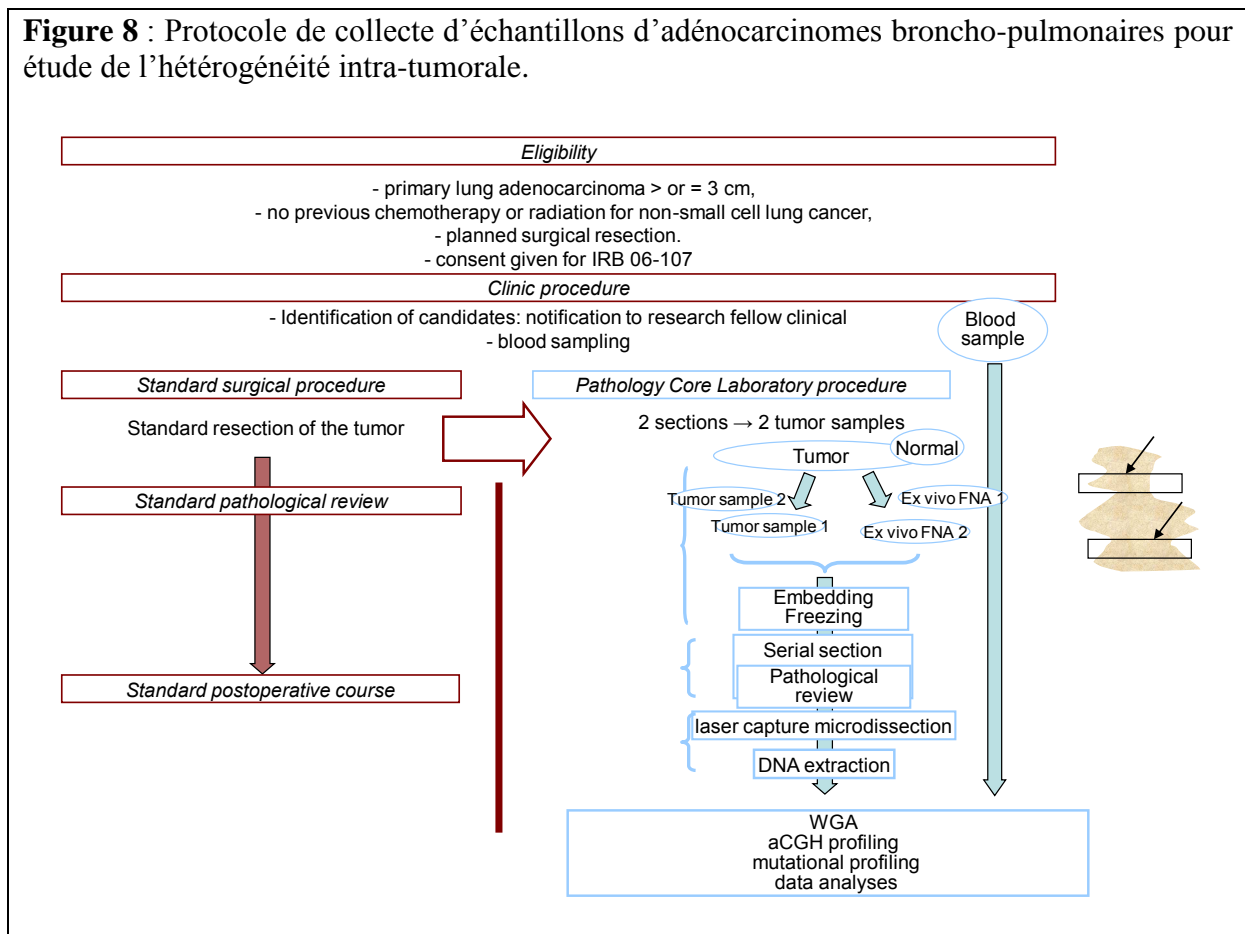 Figure 8 : Protocole de collecte d’échantillons d’adénocarcinomes broncho-pulmonaires pour
étude de l’hétérogénéité intra-tumorale.
Eligibility
- primary lung adenocarcinoma > or = 3 cm,
- no previous chemotherapy or radiation for non-small cell lung cancer,
- planned surgical resection.
- consent given for IRB 06-107
Clinic procedure
- Identification of candidates: notification to research fellow clinical
- blood sampling
Blood
sample
Standard surgical procedure
Standard resection of the tumor
Standard pathological review
Standard postoperative course
Pathology Core Laboratory procedure
2 sections → 2 tumor samples
Normal
Tumor
Tumor sample 2
Tumor sample 1
Ex vivo FNA 1
Ex vivo FNA 2
Embedding
Freezing
Serial section
Pathological
review
laser capture microdissection
DNA extraction
WGA
aCGH profiling
mutational profiling
data analyses